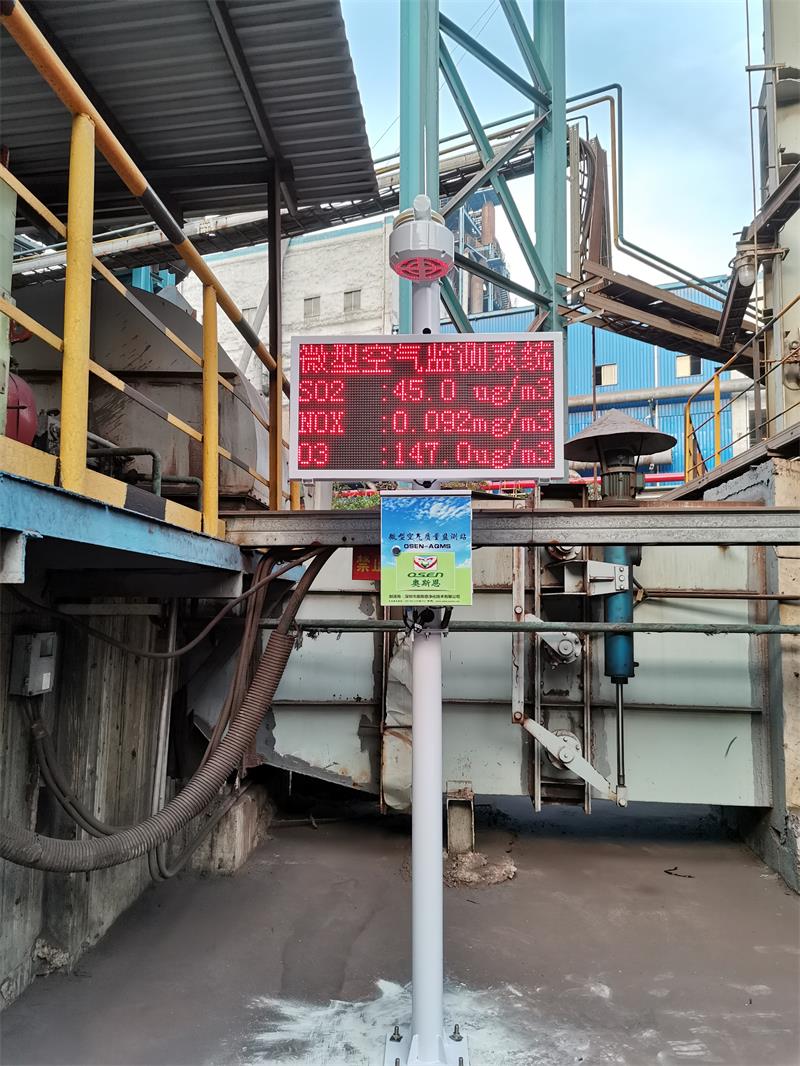 微型空气监测系统
SO2 :45.0 ug/m3
NOX :0.092mg/m3
O3 :147.0ug/m3
微型空气质量监测站
OSEN-AQMS
OSEN
奥斯恩
禁